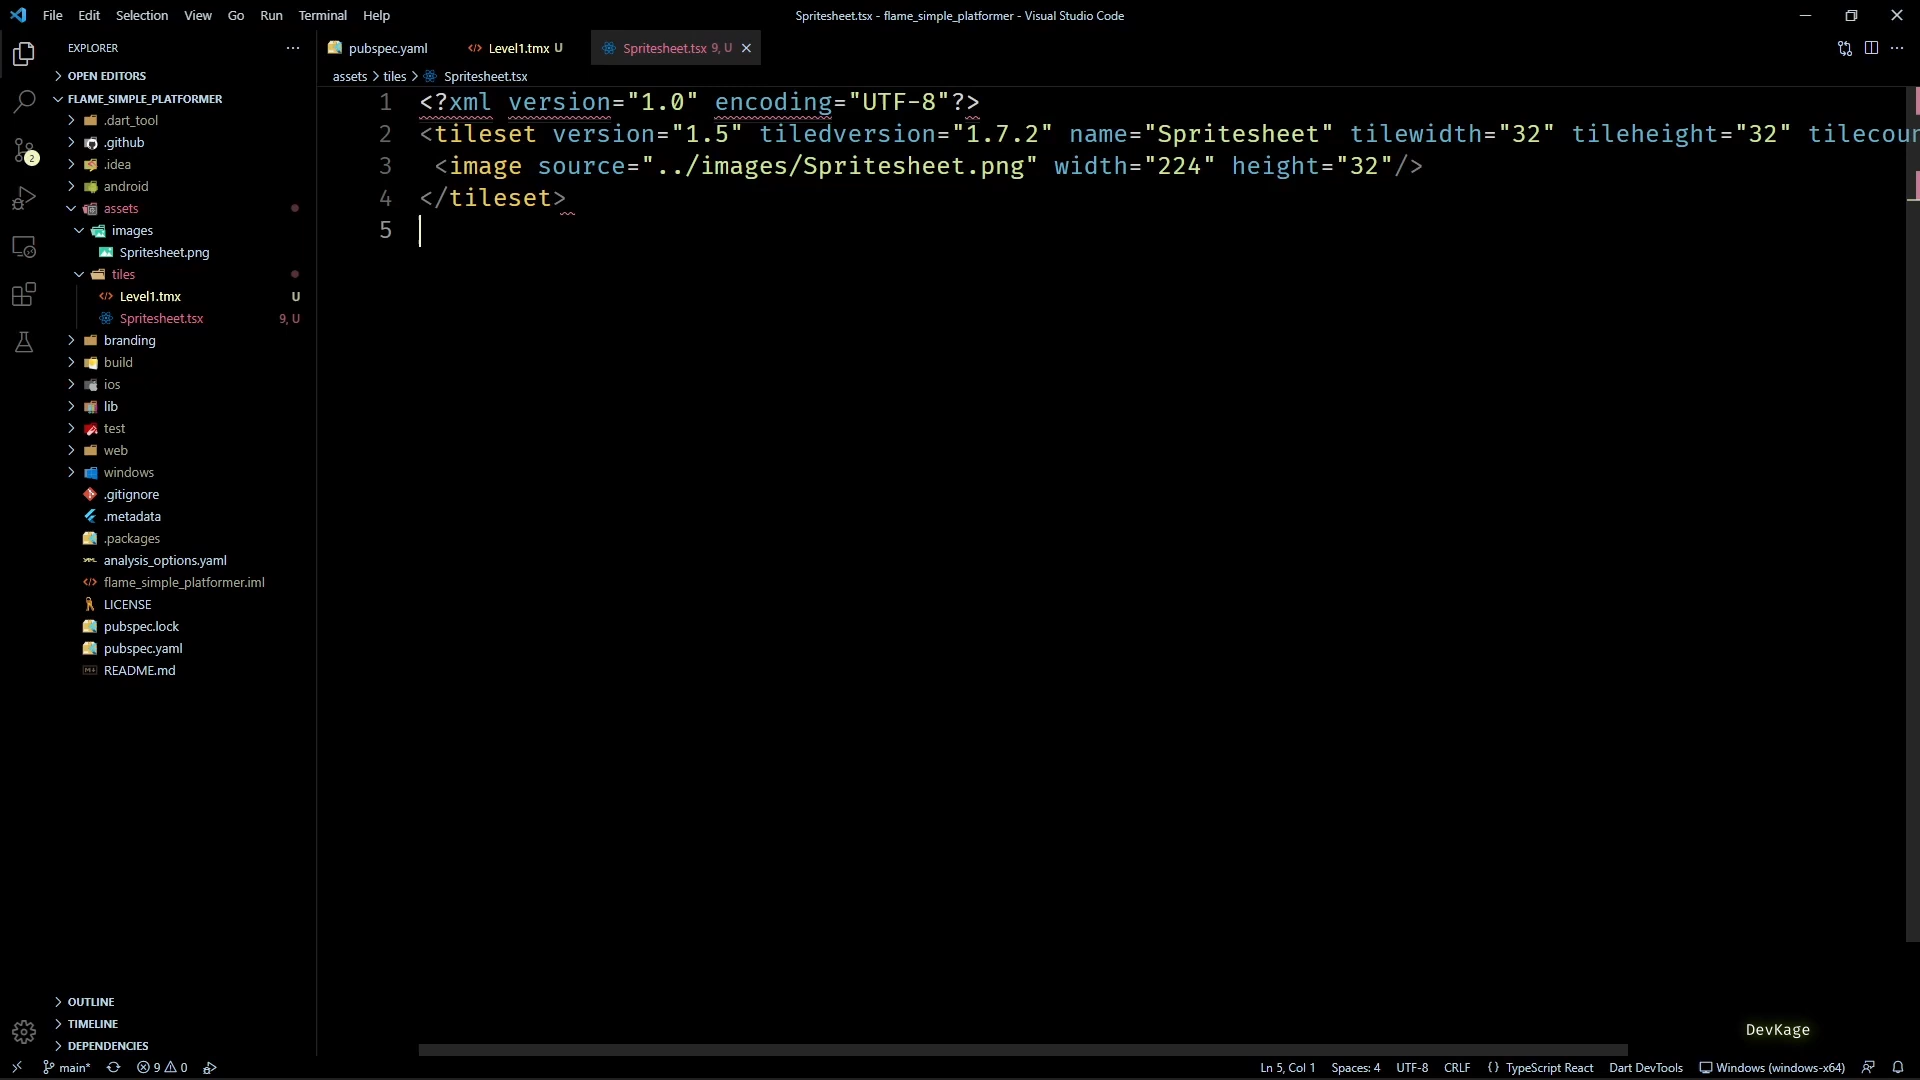 File Edit Selection View Go Run Terminal Help
Spritesheet.tsx - flame_simple_platformer - Visual Studio Code
EXPLORER
pubspec.yaml
Level1.tmx U
Spritesheet.tsx 9, U
OPEN EDITORS
assets > tiles > Spritesheet.tsx
FLAME_SIMPLE_PLATFORMER
.dart_tool
.github
.idea
android
assets
images
Spritesheet.png
tiles
Level1.tmx U
Spritesheet.tsx 9, U
branding
build
ios
lib
test
web
windows
.gitignore
.metadata
.packages
analysis_options.yaml
flame_simple_platformer.iml
LICENSE
pubspec.lock
pubspec.yaml
README.md
OUTLINE
TIMELINE
DEPENDENCIES
2
1 <?xml version="1.0" encoding="UTF-8"?>
2 <tileset version="1.5" tiledversion="1.7.2" name="Spritesheet" tilewidth="32" tileheight="32" tilecoun
3 <image source="../images/Spritesheet.png" width="224" height="32"/>
4 </tileset>
5
DevKage
main* 9 0
Ln 5, Col 1 Spaces: 4 UTF-8 CRLF {} TypeScript React Dart DevTools Windows (windows-x64)